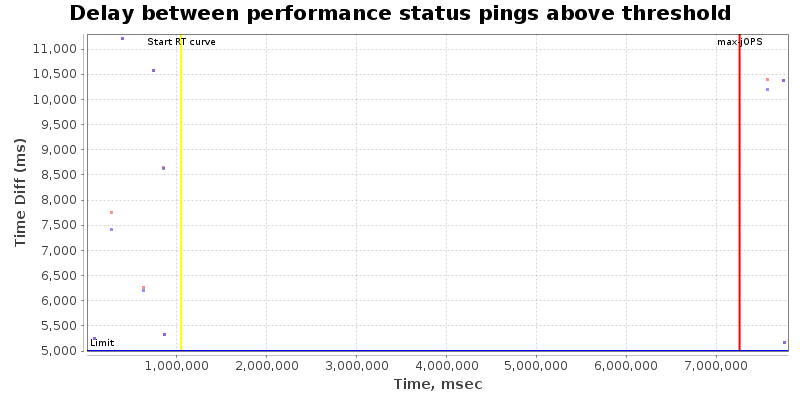 Delay between performance status pings above threshold
Start RT curve
max-jOPS
11,000
10,500
10,000
9,500
9,000
8,500
8,000
7,500
7,000
6,500
6,000
5,500
5,000
Time Diff (ms)
Limit
1,000,000 2,000,000 3,000,000 4,000,000 5,000,000 6,000,000 7,000,000
Time, msec